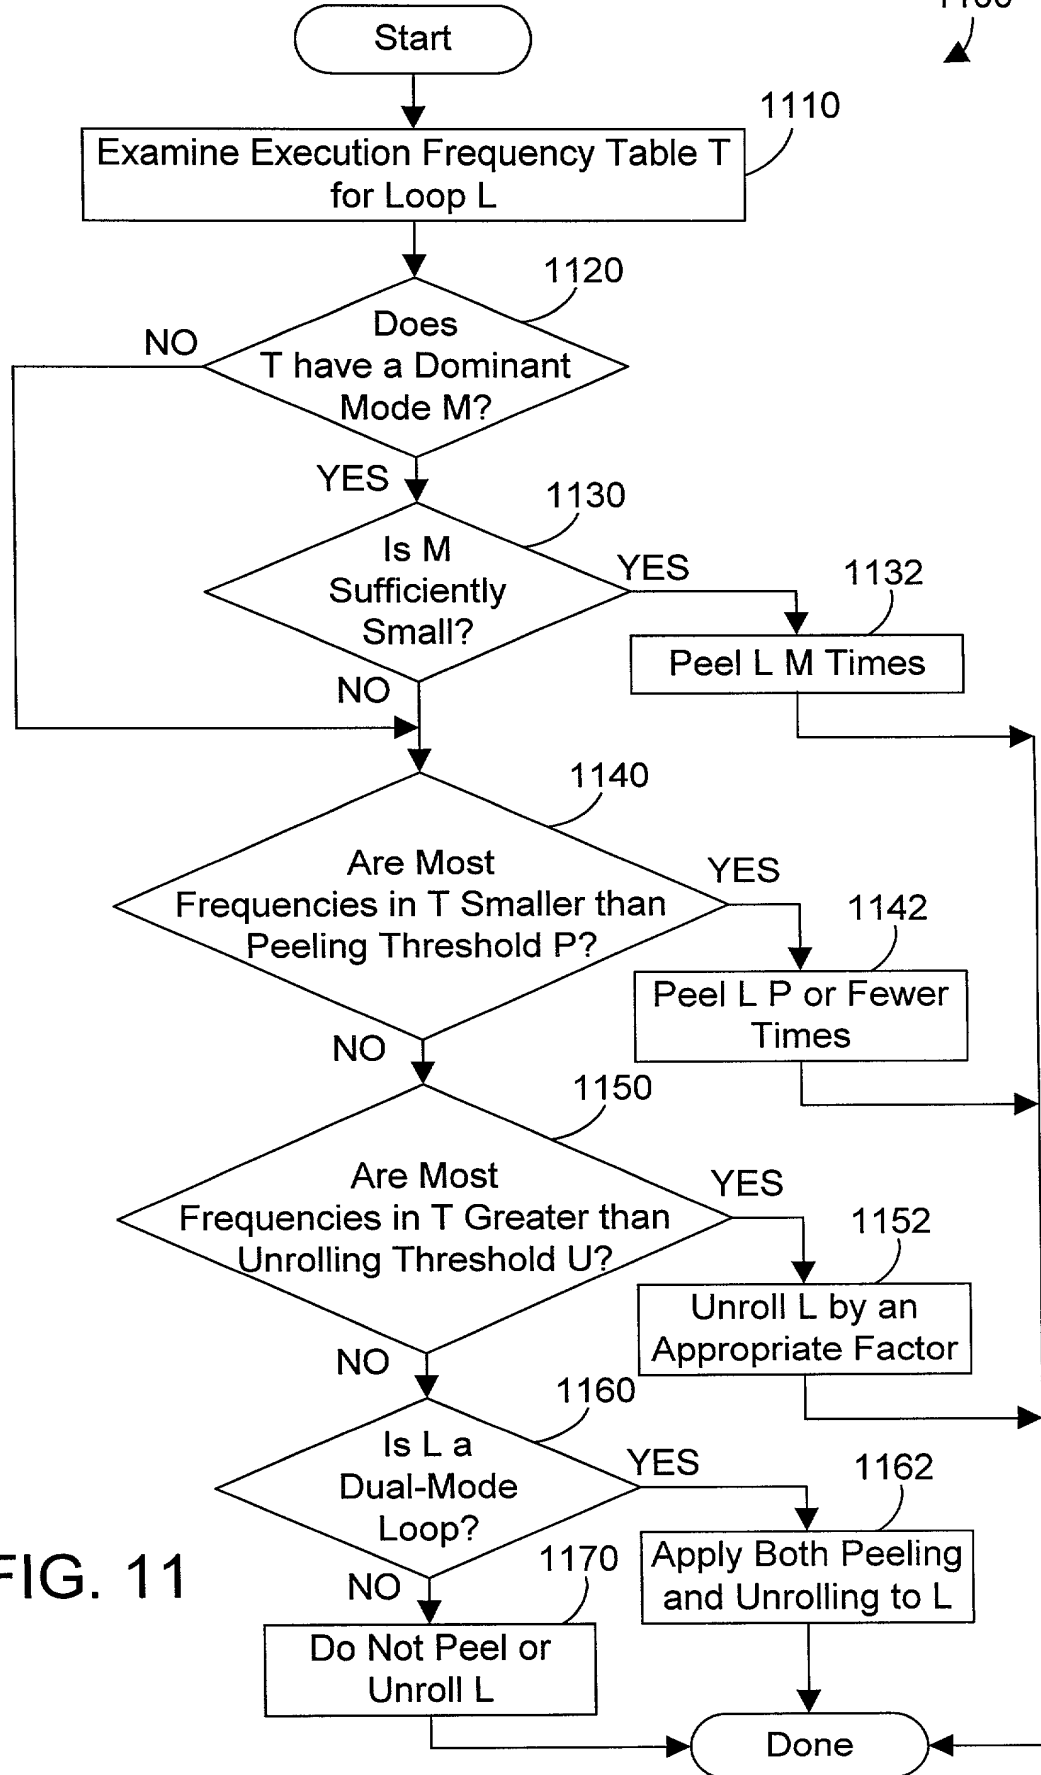 Start
1110
Examine Execution Frequency Table T
for Loop L
1120
Does
T have a Dominant
Mode M?
NO
YES
1130
Is M
Sufficiently
Small?
YES
1132
Peel L M Times
NO
1140
Are Most
Frequencies in T Smaller than
Peeling Threshold P?
YES
1142
Peel L P or Fewer
Times
NO
1150
Are Most
Frequencies in T Greater than
Unrolling Threshold U?
YES
1152
Unroll L by an
Appropriate Factor
NO
1160
Is L a
Dual-Mode
Loop?
YES
1162
Apply Both Peeling
and Unrolling to L
NO
1170
Do Not Peel or
Unroll L
Done
FIG. 11